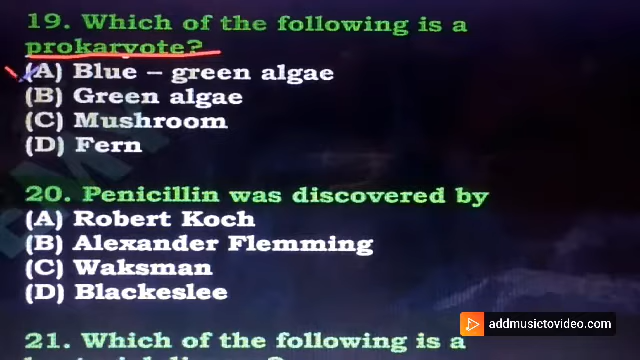 19. Which of the following is a
prokaryote?
(A) Blue – green algae
(B) Green algae
(C) Mushroom
(D) Fern
20. Penicillin was discovered by
(A) Robert Koch
(B) Alexander Flemming
(C) Waksman
(D) Blackeslee
addmusictovideo.com
21. Which of the following is a